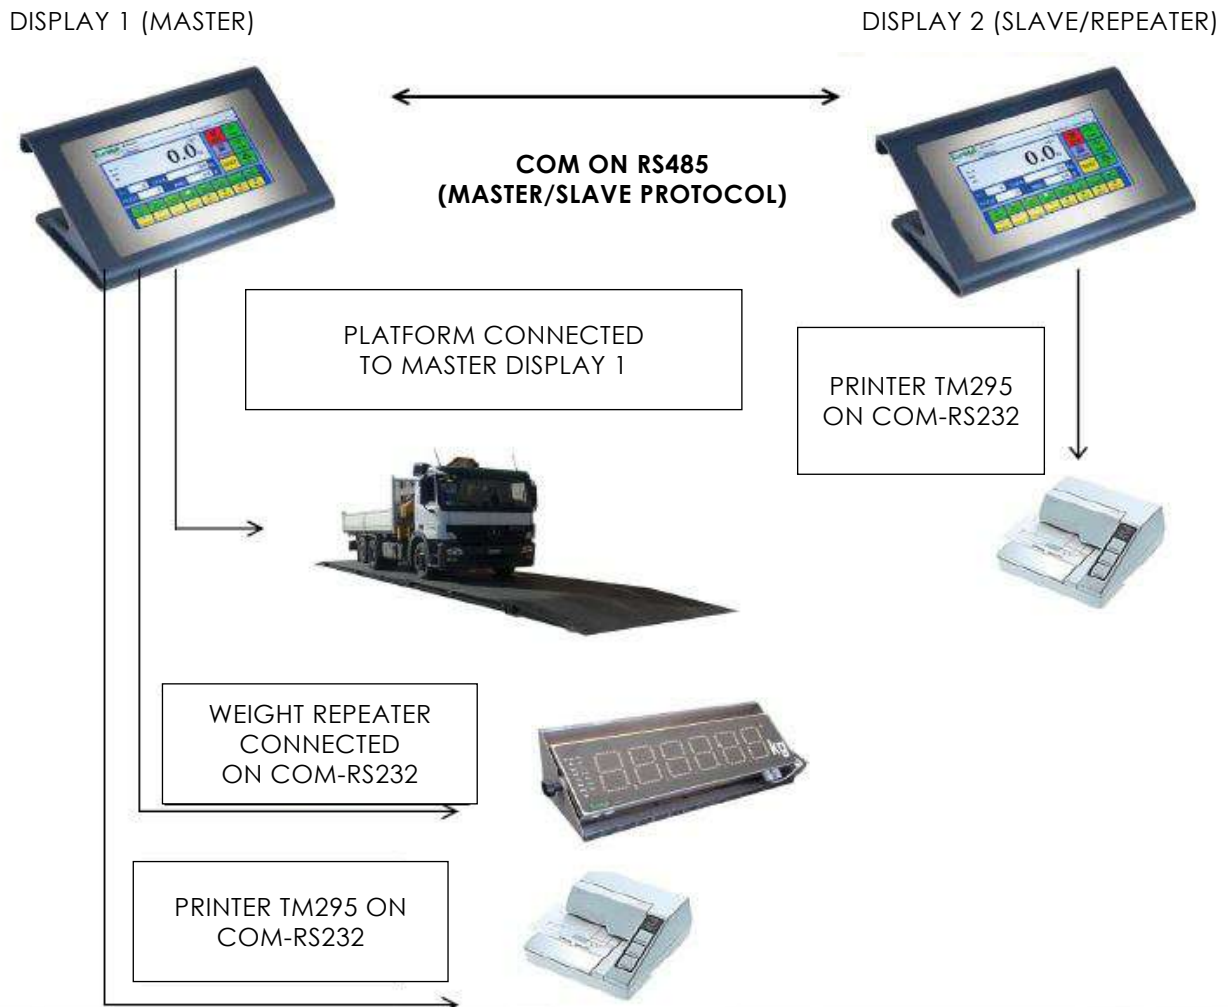 DISPLAY 1 (MASTER)
DISPLAY 2 (SLAVE/REPEATER)
0.0
0.0
COM ON RS485
(MASTER/SLAVE PROTOCOL)
PLATFORM CONNECTED
TO MASTER DISPLAY 1
PRINTER TM295
ON COM-RS232
WEIGHT REPEATER
CONNECTED
ON COM-RS232
kg
PRINTER TM295 ON
COM-RS232